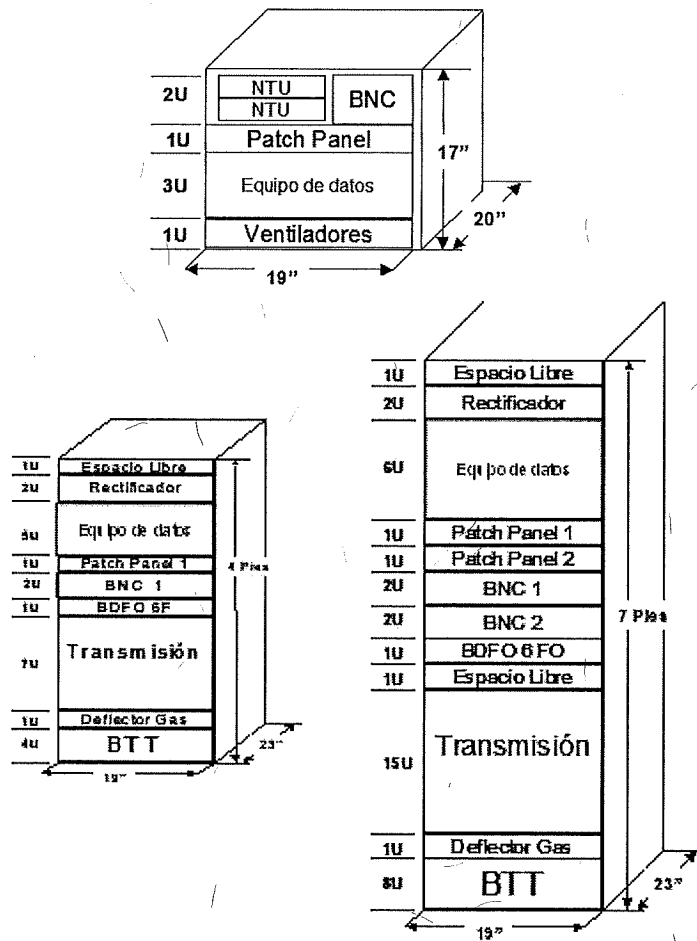 2U NTU BNC
NTU
1U Patch Panel
3U Equipo de datos
1U Ventiladores
17”
20”
19”
1U Espacio Libre
2U Rectificador
Equipo de datos
1U Patch Panel 1
2U BNC 1
1U BDFO 6F
7U Transmisión
1U Deflector Gas
4U BTT
4 Pies
23”
19”
1U Espacio Libre
2U Rectificador
6U Equipo de datos
1U Patch Panel 1
1U Patch Panel 2
2U BNC 1
2U BNC 2
1U BDFO 6 FO
1U Espacio Libre
15U Transmisión
1U Deflector Gas
8U BTT
7 Pies
23”
19”